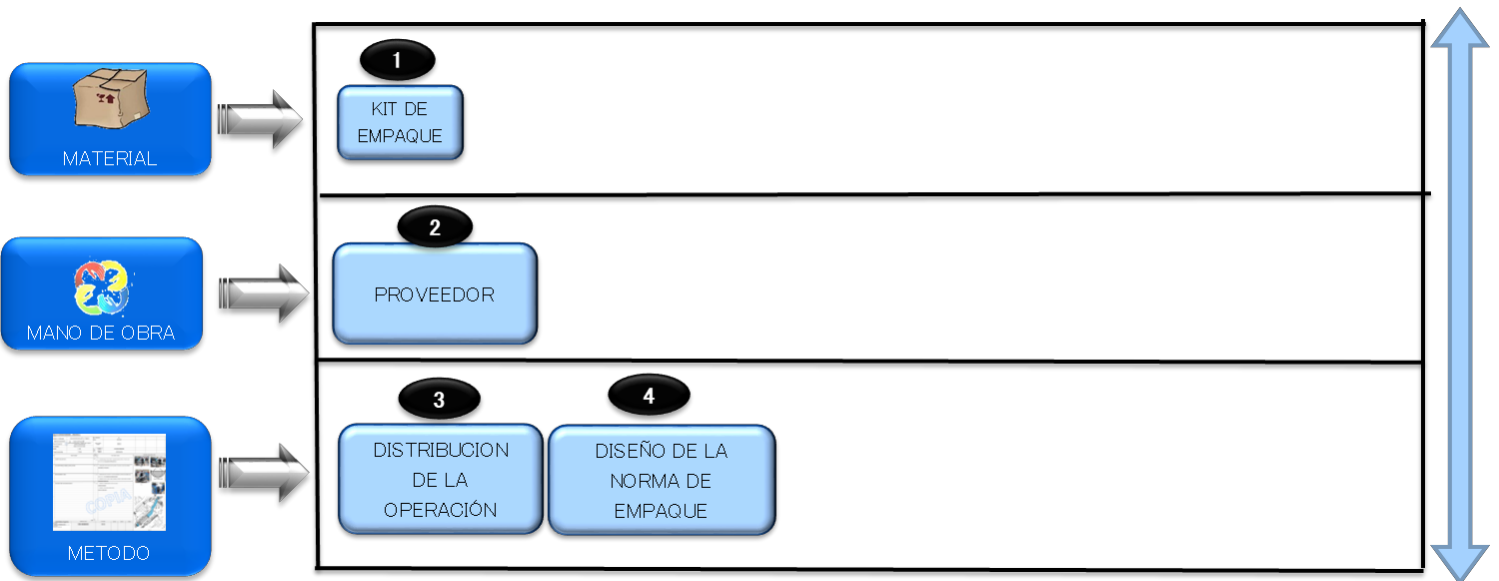 1
KIT DE
EMPAQUE
MATERIAL
2
PROVEEDOR
MANO DE OBRA
3
4
DISTRIBUCION
DE LA
OPERACIÓN
DISEÑO DE LA
NORMA DE
EMPAQUE
COPIA
METODO